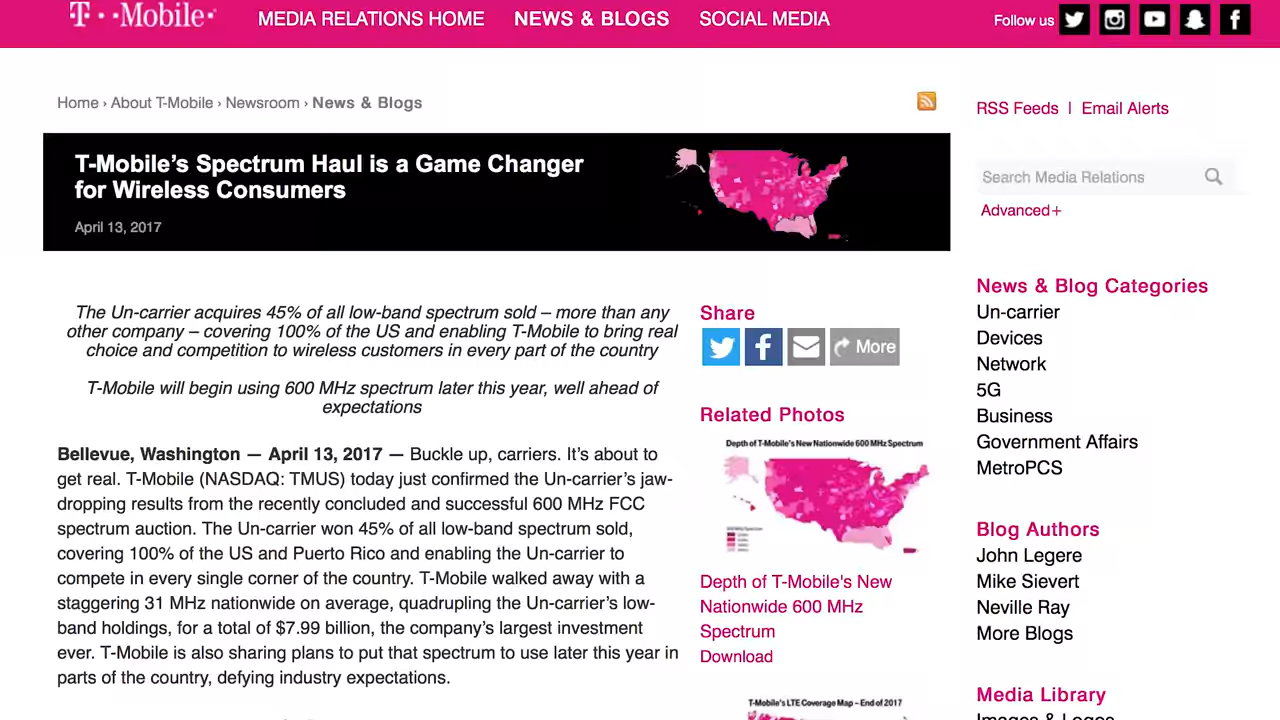 T··Mobile·
MEDIA RELATIONS HOME
NEWS & BLOGS
SOCIAL MEDIA
Follow us
Home › About T-Mobile › Newsroom › News & Blogs
RSS Feeds | Email Alerts
T-Mobile’s Spectrum Haul is a Game Changer
for Wireless Consumers
April 13, 2017
Search Media Relations
Advanced+
The Un-carrier acquires 45% of all low-band spectrum sold – more than any
other company – covering 100% of the US and enabling T-Mobile to bring real
choice and competition to wireless customers in every part of the country
T-Mobile will begin using 600 MHz spectrum later this year, well ahead of
expectations
Bellevue, Washington — April 13, 2017 — Buckle up, carriers. It’s about to
get real. T-Mobile (NASDAQ: TMUS) today just confirmed the Un-carrier’s jaw-
dropping results from the recently concluded and successful 600 MHz FCC
spectrum auction. The Un-carrier won 45% of all low-band spectrum sold,
covering 100% of the US and Puerto Rico and enabling the Un-carrier to
compete in every single corner of the country. T-Mobile walked away with a
staggering 31 MHz nationwide on average, quadrupling the Un-carrier’s low-
band holdings, for a total of $7.99 billion, the company’s largest investment
ever. T-Mobile is also sharing plans to put that spectrum to use later this year in
parts of the country, defying industry expectations.
Share
More
Related Photos
Depth of T-Mobile's New Nationwide 600 MHz Spectrum
Depth of T-Mobile's New
Nationwide 600 MHz
Spectrum
Download
T-Mobile's LTE Coverage Map – End of 2017
News & Blog Categories
Un-carrier
Devices
Network
5G
Business
Government Affairs
MetroPCS
Blog Authors
John Legere
Mike Sievert
Neville Ray
More Blogs
Media Library
Images & Logos